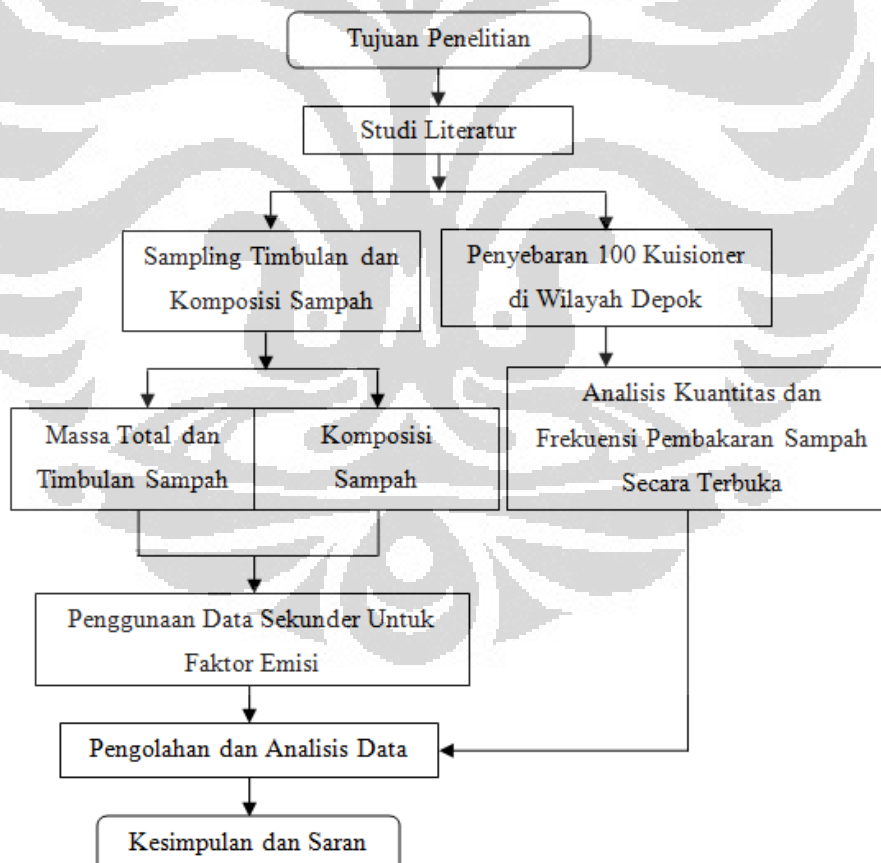 Tujuan Penelitian
Studi Literatur
Sampling Timbulan dan
Komposisi Sampah
Penyebaran 100 Kuisioner
di Wilayah Depok
Massa Total dan
Timbulan Sampah
Komposisi
Sampah
Analisis Kuantitas dan
Frekuensi Pembakaran Sampah
Secara Terbuka
Penggunaan Data Sekunder Untuk
Faktor Emisi
Pengolahan dan Analisis Data
Kesimpulan dan Saran